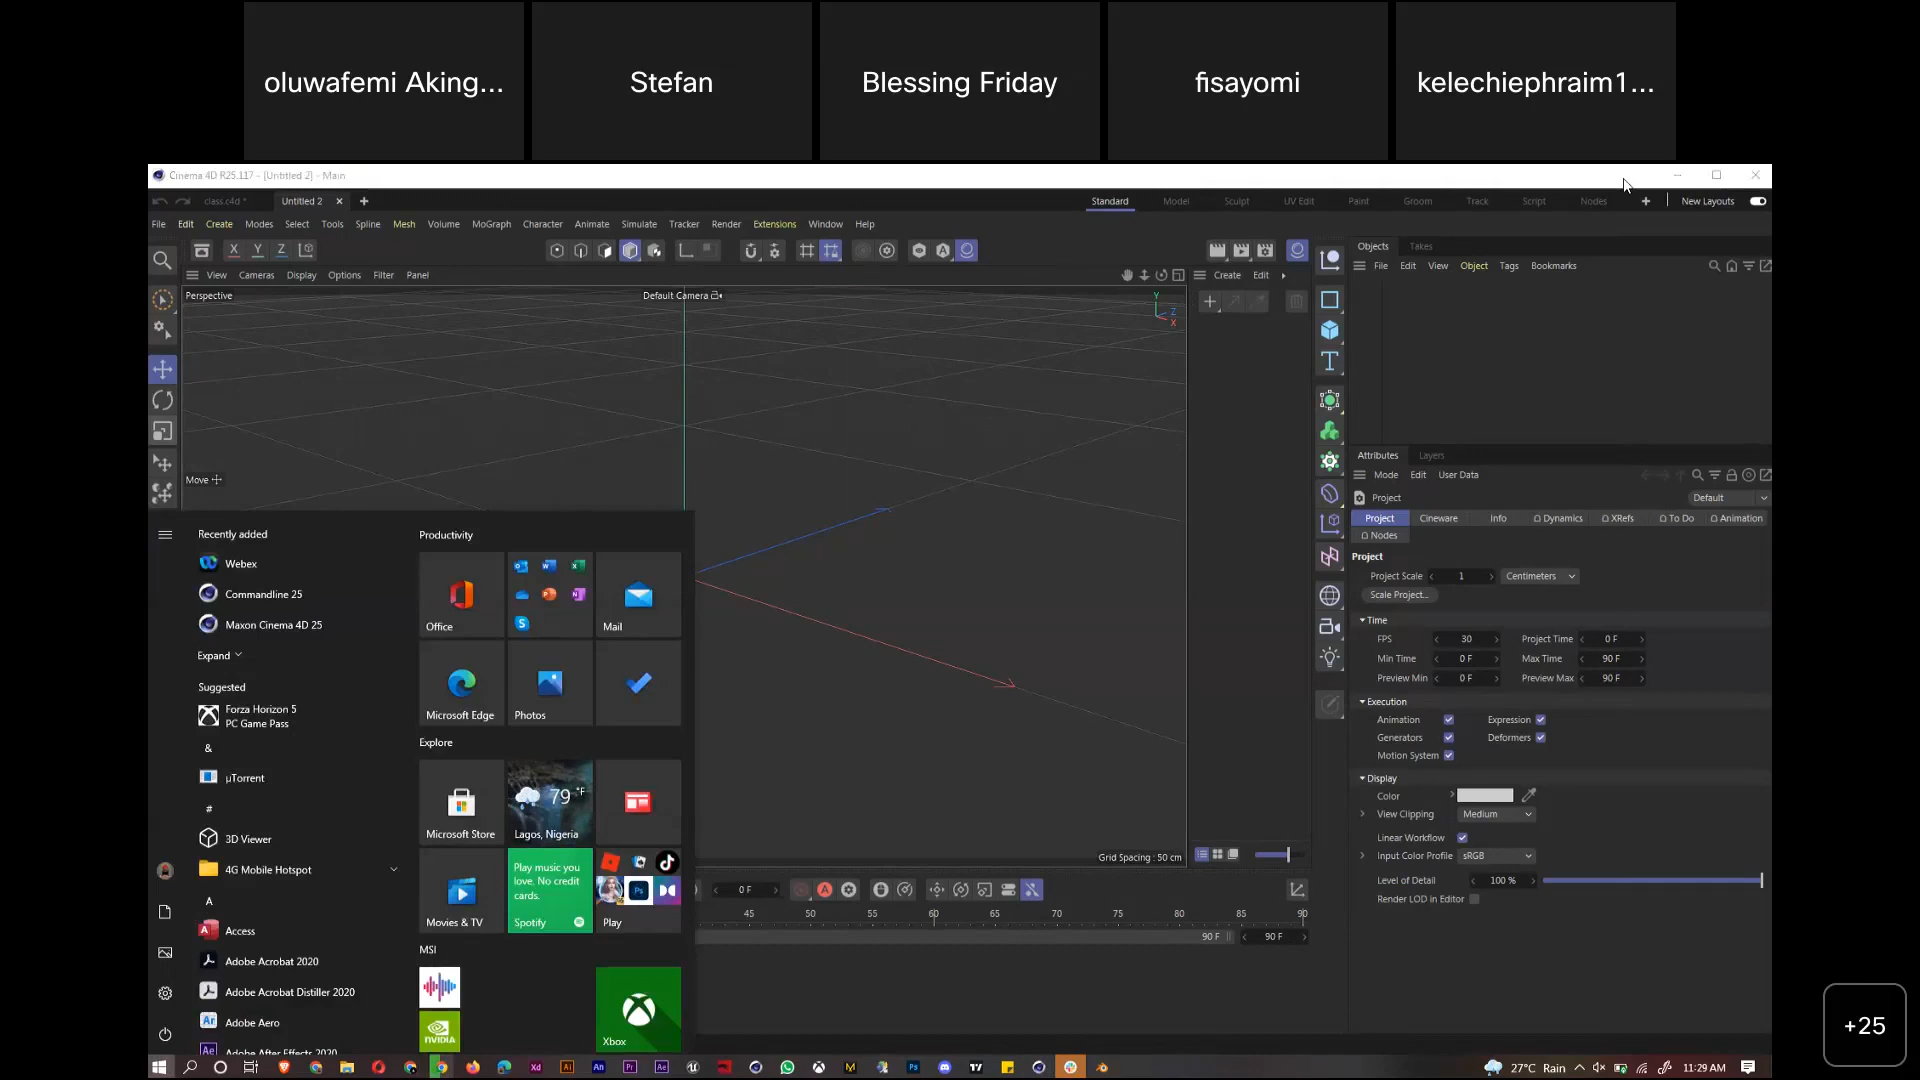 oluwafemi Aking...
Stefan
Blessing Friday
fisayomi
kelechiephraim1...
Cinema 4D R25.117 - [Untitled 2] - Main
class.c4d *
Untitled 2
Standard
Model
Sculpt
UV Edit
Paint
Groom
Track
Script
Nodes
New Layouts
File Edit Create Modes Select Tools Spline Mesh Volume MoGraph Character Animate Simulate Tracker Render Extensions Window Help
X Y Z
View Cameras Display Options Filter Panel
Create Edit
Objects Takes
File Edit View Object Tags Bookmarks
Perspective
Default Camera
Y
Z
X
Move
Grid Spacing : 50 cm
Attributes Layers
Mode Edit User Data
Project
Default
Project Cineware Info Dynamics XRefs To Do Animation
Nodes
Project
Project Scale 1 Centimeters
Scale Project...
Time
FPS 30 Project Time 0 F
Min Time 0 F Max Time 90 F
Preview Min 0 F Preview Max 90 F
Execution
Animation Expression
Generators Deformers
Motion System
Display
Color
View Clipping Medium
Linear Workflow
Input Color Profile sRGB
Level of Detail 100 %
Render LOD in Editor
0 F
45 50 55 60 65 70 75 80 85 90
90 F 90 F
Recently added
Webex
Commandline 25
Maxon Cinema 4D 25
Expand
Suggested
Forza Horizon 5
PC Game Pass
&
µTorrent
#
3D Viewer
4G Mobile Hotspot
A
Access
Adobe Acrobat 2020
Adobe Acrobat Distiller 2020
Adobe Aero
Adobe After Effects 2020
Productivity
Office
Mail
Microsoft Edge
Photos
Explore
Microsoft Store
79 °F
Lagos, Nigeria
Movies & TV
Play music you
love. No credit
cards.
Spotify
Play
MSI
NVIDIA
Xbox
27°C Rain
11:29 AM
+25